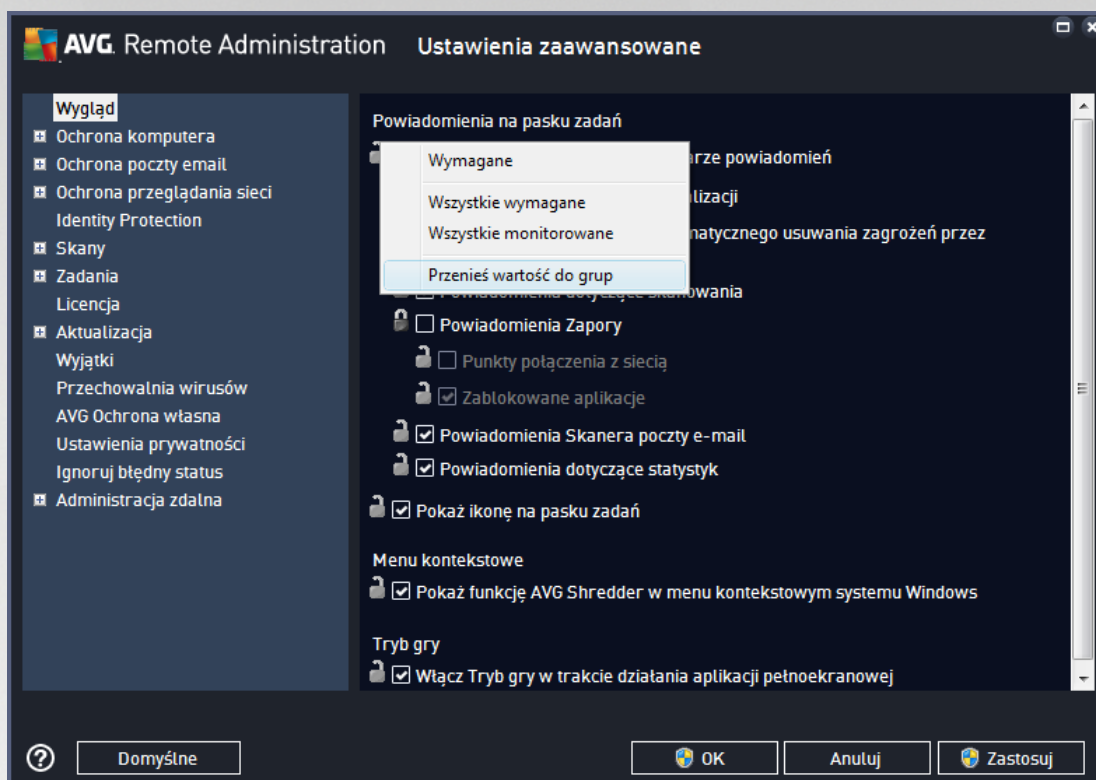 AVG. Remote Administration Ustawienia zaawansowane
Wygląd
Ochrona komputera
Ochrona poczty email
Ochrona przeglądania sieci
Identity Protection
Skany
Zadania
Licencja
Aktualizacja
Wyjątki
Przechowalnia wirusów
AVG Ochrona własna
Ustawienia prywatności
Ignoruj błędny status
Administracja zdalna
Powiadomienia na pasku zadań
Wymagane
Wszystkie wymagane
Wszystkie monitorowane
Przenieś wartość do grup
powiadomień
usuwania zagrożeń przez
Powiadomienia dotyczące skanowania
Powiadomienia Zapory
Punkty połączenia z siecią
Zablokowane aplikacje
Powiadomienia Skanera poczty e-mail
Powiadomienia dotyczące statystyk
Pokaż ikonę na pasku zadań
Menu kontekstowe
Pokaż funkcję AVG Shredder w menu kontekstowym systemu Windows
Tryb gry
Włącz Tryb gry w trakcie działania aplikacji pełnoekranowej
? Domyślne OK Anuluj Zastosuj